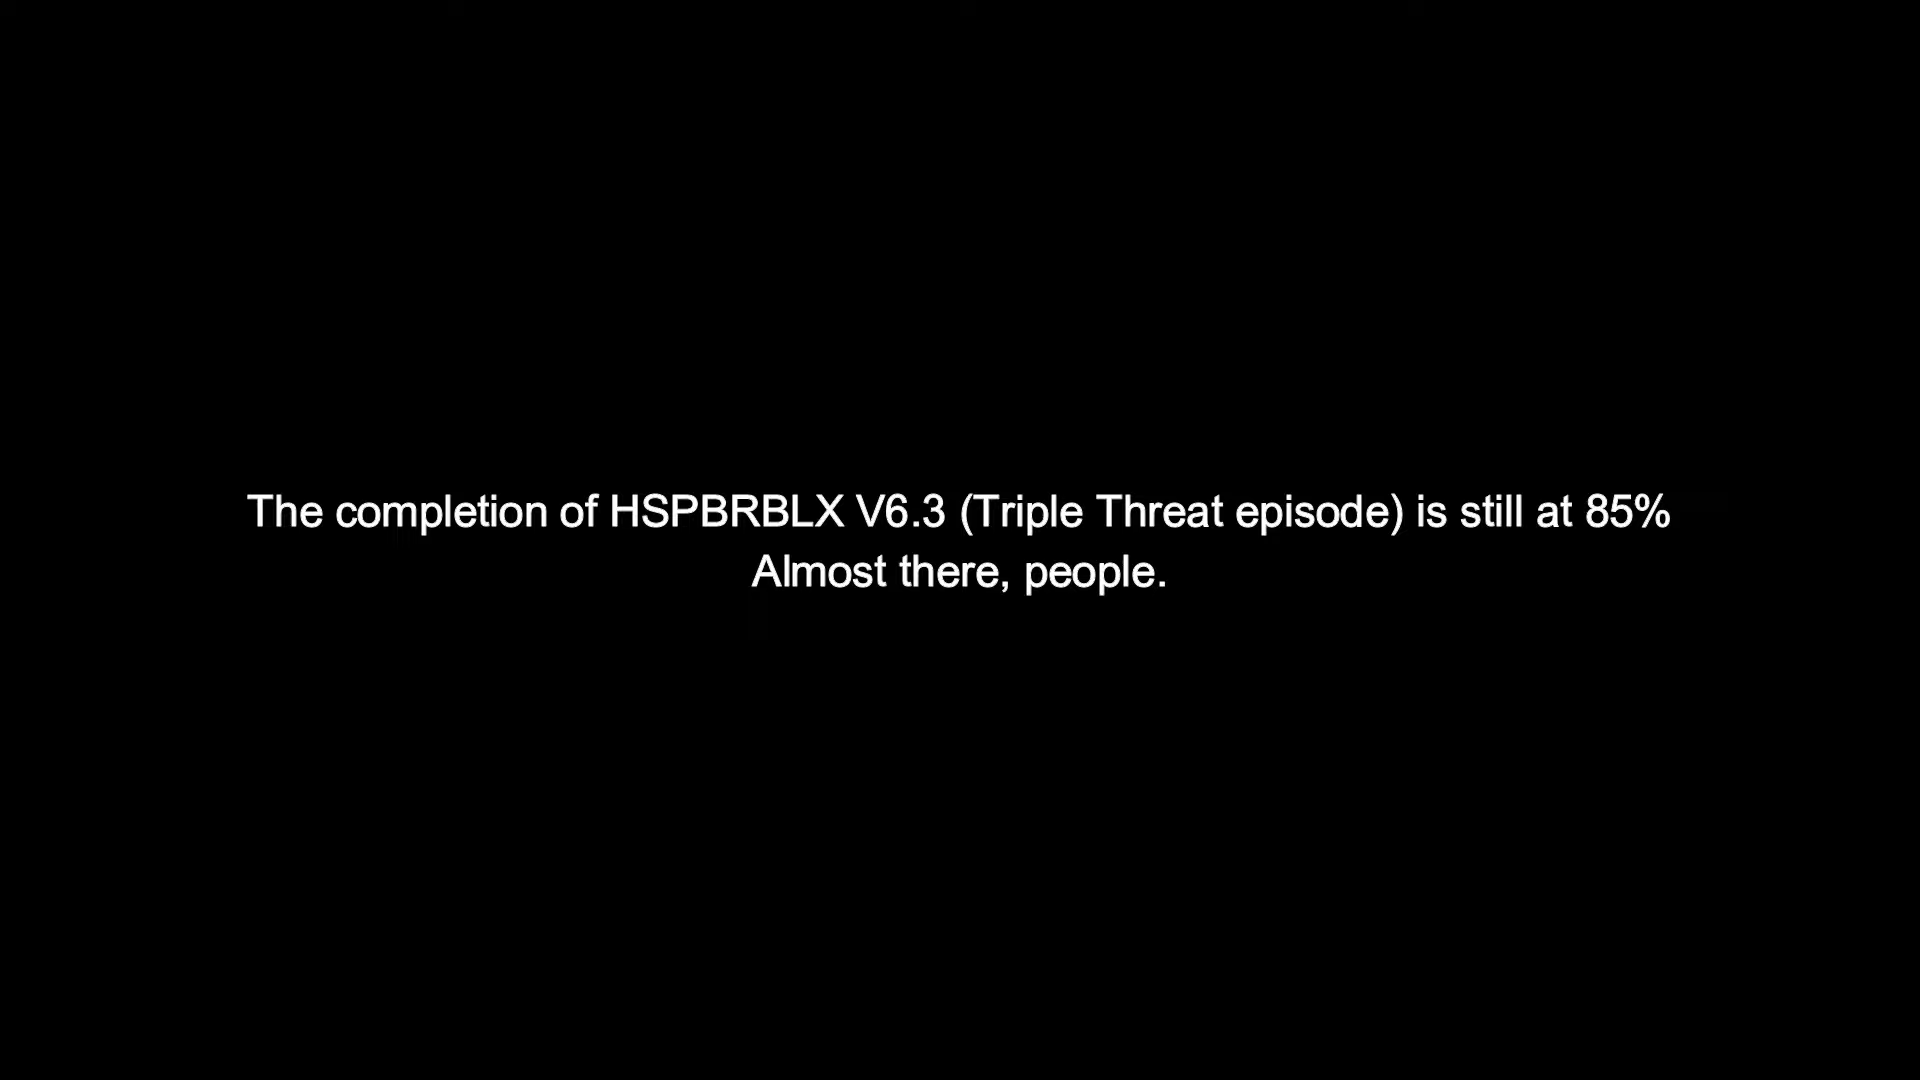 The completion of HSPBRBLX V6.3 (Triple Threat episode) is still at 85%
Almost there, people.